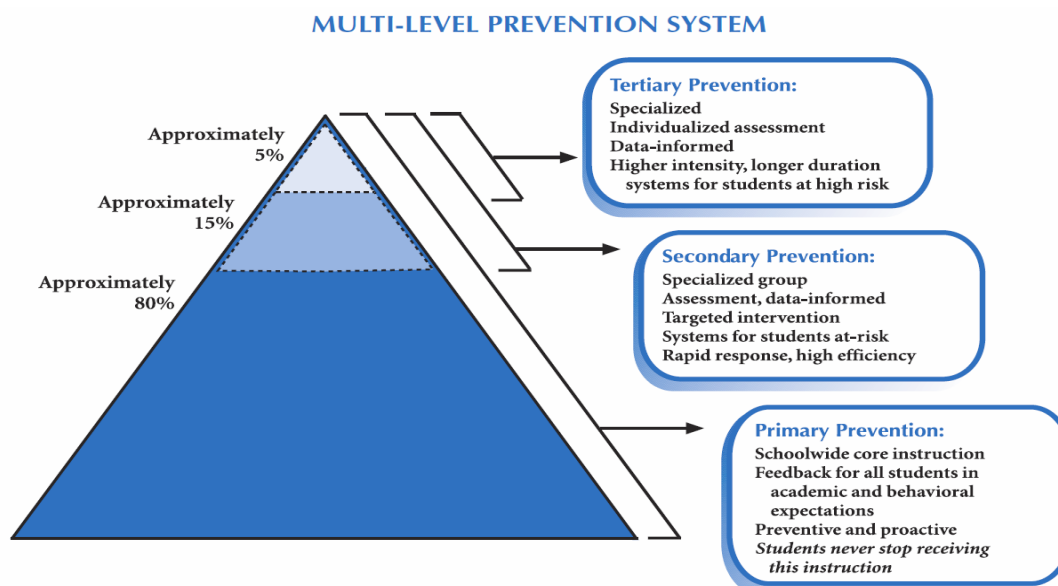 MULTI-LEVEL PREVENTION SYSTEM
Approximately
5%
Approximately
15%
Approximately
80%
Tertiary Prevention:
Specialized
Individualized assessment
Data-informed
Higher intensity, longer duration
systems for students at high risk
Secondary Prevention:
Specialized group
Assessment, data-informed
Targeted intervention
Systems for students at-risk
Rapid response, high efficiency
Primary Prevention:
Schoolwide core instruction
Feedback for all students in
academic and behavioral
expectations
Preventive and proactive
Students never stop receiving
this instruction